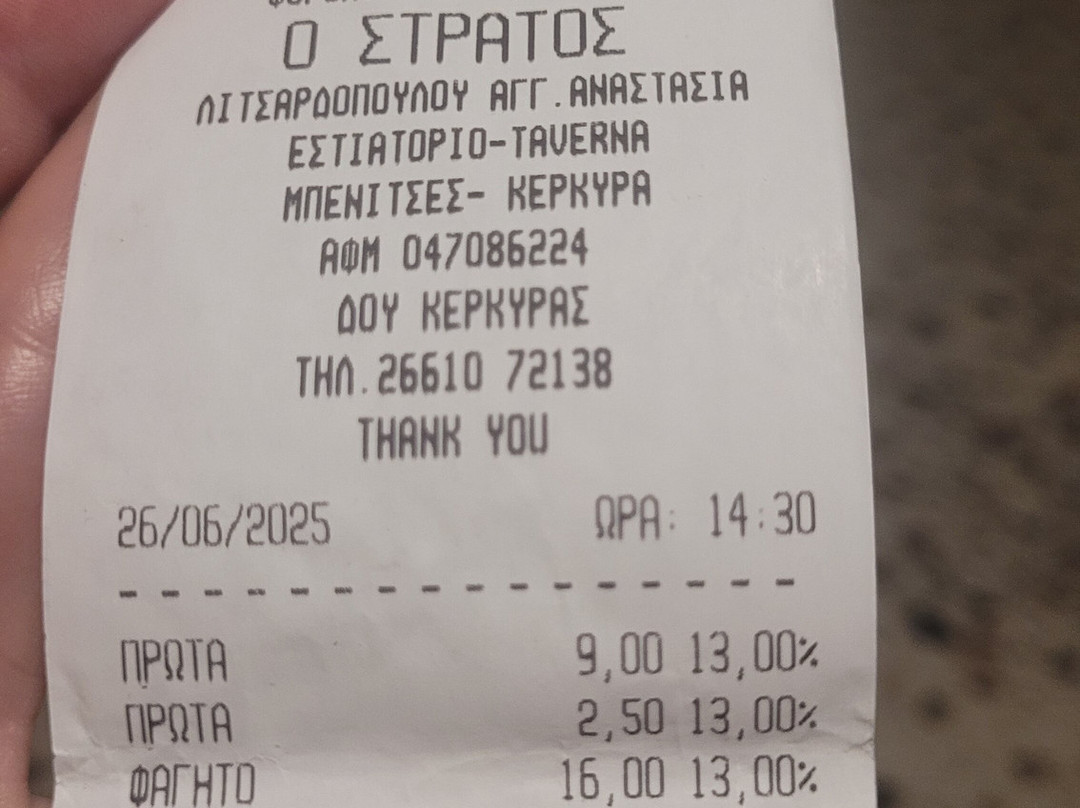 Ο ΣΤΡΑΤΟΣ
ΛΙΤΣΑΡΔΟΠΟΥΛΟΥ ΑΓΓ.ΑΝΑΣΤΑΣΙΑ
ΕΣΤΙΑΤΟΡΙΟ-TAVERNA
ΜΠΕΝΙΤΣΕΣ- ΚΕΡΚΥΡΑ
ΑΦΜ 047086224
ΔΟΥ ΚΕΡΚΥΡΑΣ
ΤΗΛ.26610 72138
THANK YOU
26/06/2025 ΩΡΑ: 14:30
- - - - - - - - - - - - - - - -
ΠΡΩΤΑ 9,00 13,00%
ΠΡΩΤΑ 2,50 13,00%
ΦΑΓΗΤΟ 16,00 13,00%